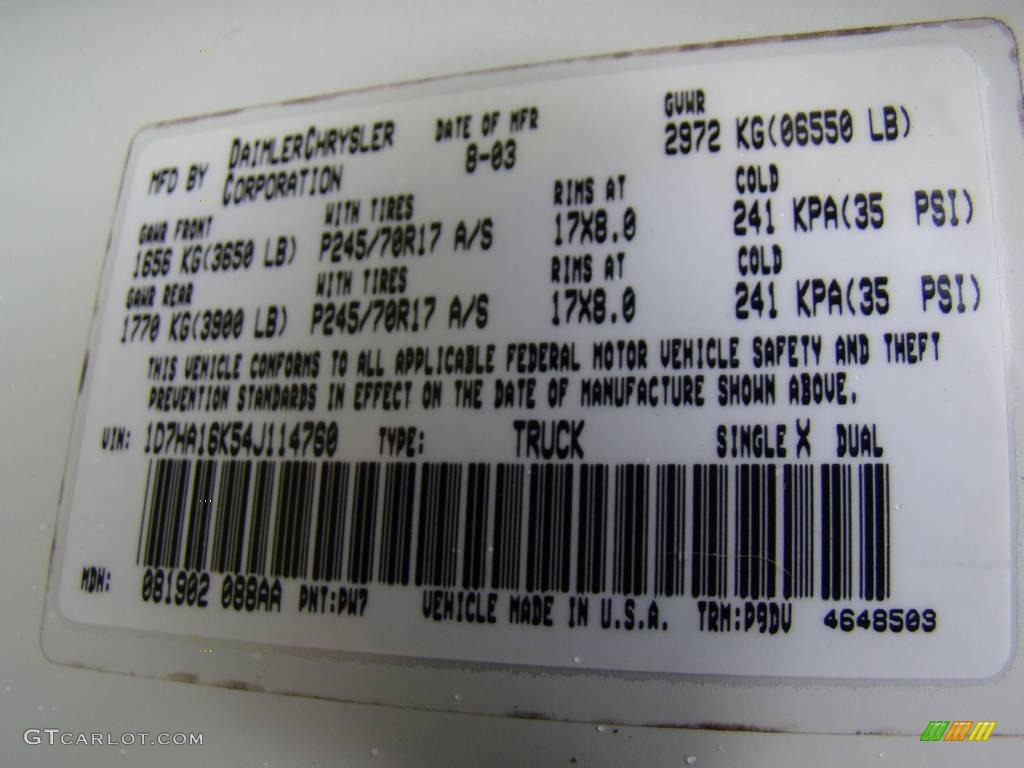 MFD BY DAIMLERCHRYSLER CORPORATION DATE OF MFR 8-03 GVWR 2972 KG(06550 LB)
GAWR FRONT WITH TIRES RIMS AT COLD
1656 KG(3650 LB) P245/70R17 A/S 17X8.0 241 KPA(35 PSI)
GAWR REAR WITH TIRES RIMS AT COLD
1770 KG(3900 LB) P245/70R17 A/S 17X8.0 241 KPA(35 PSI)
THIS VEHICLE CONFORMS TO ALL APPLICABLE FEDERAL MOTOR VEHICLE SAFETY AND THEFT
PREVENTION STANDARDS IN EFFECT ON THE DATE OF MANUFACTURE SHOWN ABOVE.
VIN: 1D7HA16K54J114760 TYPE: TRUCK SINGLE X DUAL
MDH: 081902 088AA PNT:PW7 VEHICLE MADE IN U.S.A. TRM:P9DV 4648503
GTCARLOT.COM